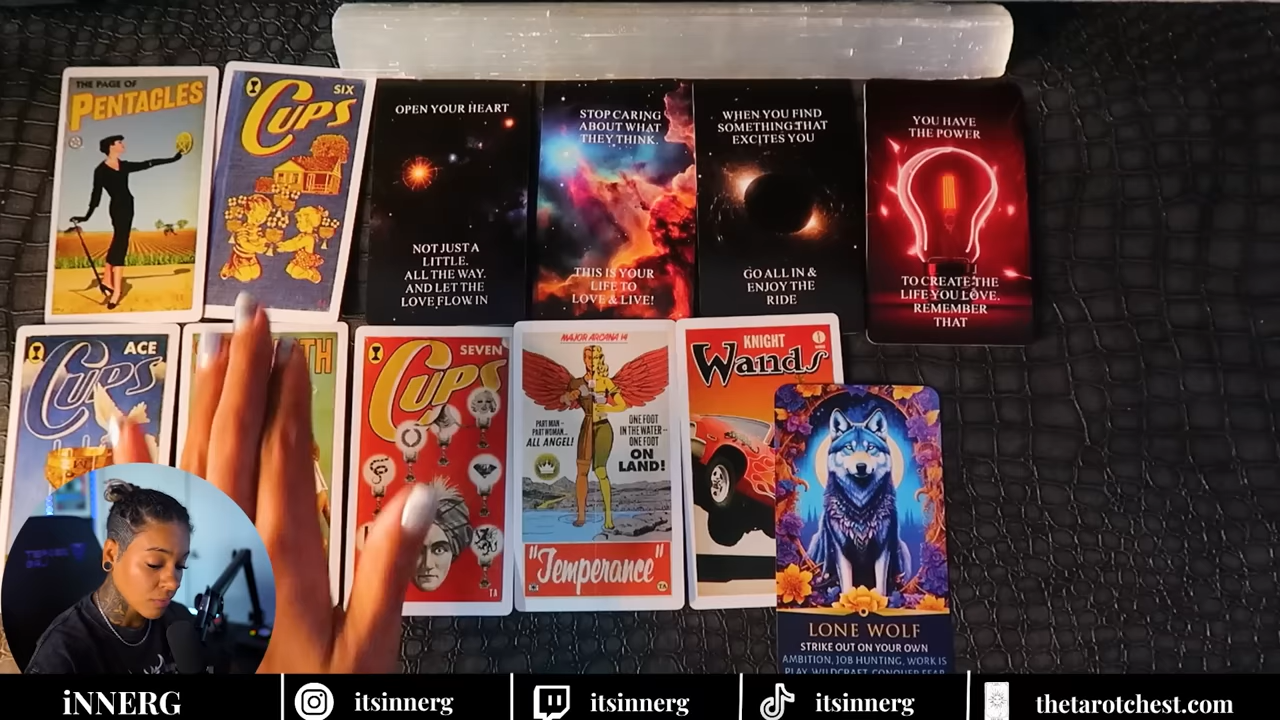 THE PAGE OF
PENTACLES
SIX
CUPS
OPEN YOUR HEART
NOT JUST A
LITTLE.
ALL THE WAY.
AND LET THE
LOVE FLOW IN
STOP CARING
ABOUT WHAT
THEY THINK.
THIS IS YOUR
LIFE TO
LOVE & LIVE!
WHEN YOU FIND
SOMETHING THAT
EXCITES YOU
GO ALL IN &
ENJOY THE
RIDE
YOU HAVE
THE POWER
TO CREATE THE
LIFE YOU LOVE.
REMEMBER
THAT
ACE
CUPS
TH
SEVEN
CUPS
TA
MAJOR ARCANA 14
PART MAN –
PART WOMAN...
ALL ANGEL!
ONE FOOT
IN THE WATER –
ONE FOOT
ON
LAND!
"Temperance"
TA
KNIGHT
Wands
LONE WOLF
STRIKE OUT ON YOUR OWN
AMBITION, JOB HUNTING, WORK IS
PLAY, WILDCRAFT, CONQUER FEAR
iNNERG
itsinnerg
itsinnerg
itsinnerg
thetarotchest.com